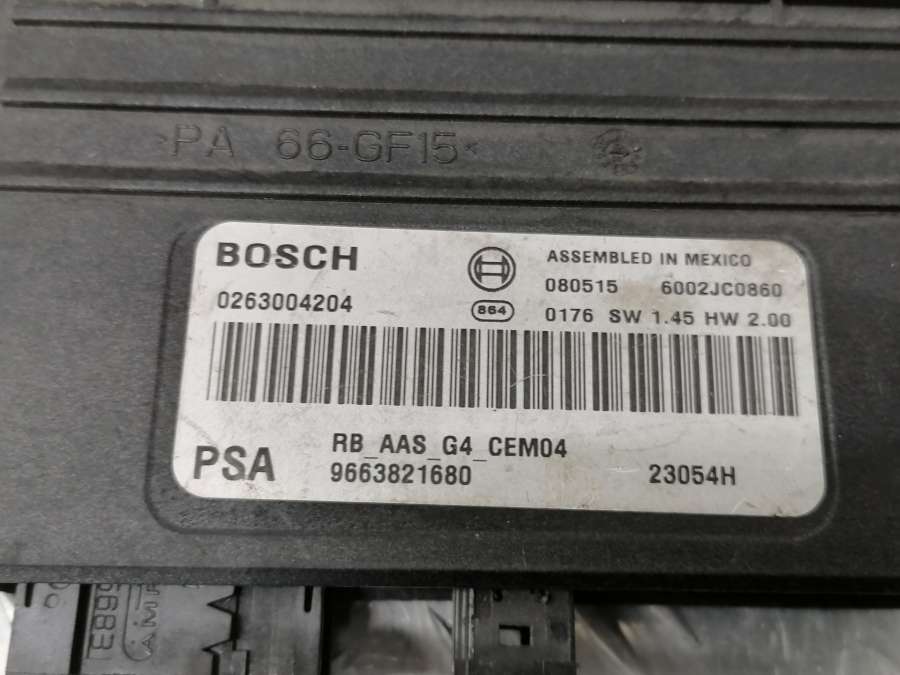 >PA 66-GF15<
BOSCH
ASSEMBLED IN MEXICO
080515 6002JC0860
0263004204
864
0176 SW 1.45 HW 2.00
RB_AAS_G4_CEM04
PSA
9663821680
23054H